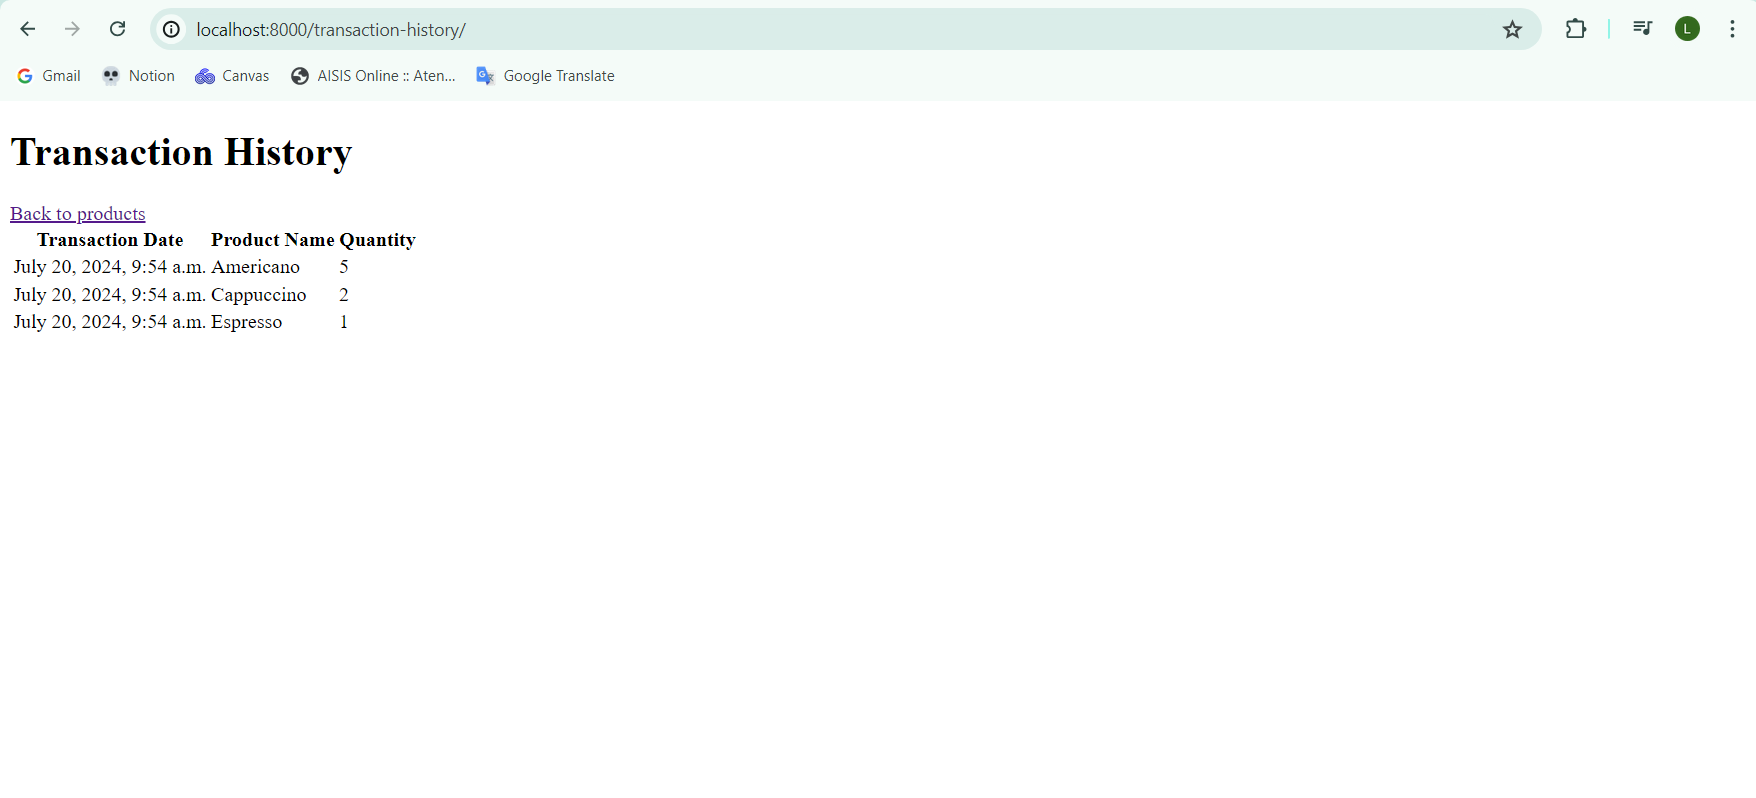 localhost:8000/transaction-history/
L
Gmail Notion Canvas AISIS Online :: Aten... Google Translate
Transaction History
Back to products
Transaction Date Product Name Quantity
July 20, 2024, 9:54 a.m. Americano 5
July 20, 2024, 9:54 a.m. Cappuccino 2
July 20, 2024, 9:54 a.m. Espresso 1